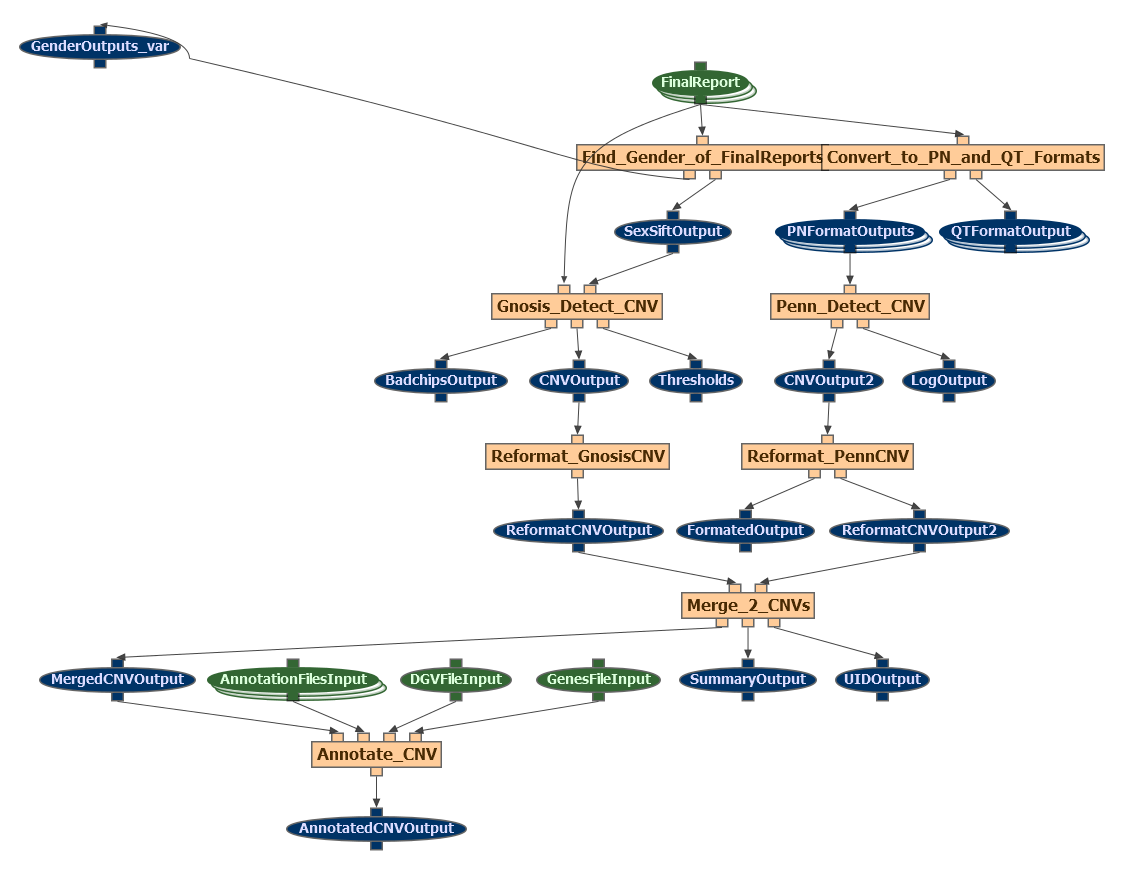 GenderOutputs_var
FinalReport
Find_Gender_of_FinalReports
Convert_to_PN_and_QT_Formats
SexSiftOutput
PNFormatOutputs
QTFormatOutput
Gnosis_Detect_CNV
Penn_Detect_CNV
BadchipsOutput
CNVOutput
Thresholds
CNVOutput2
LogOutput
Reformat_GnosisCNV
Reformat_PennCNV
ReformatCNVOutput
FormatedOutput
ReformatCNVOutput2
Merge_2_CNVs
MergedCNVOutput
AnnotationFilesInput
DGVFileInput
GenesFileInput
SummaryOutput
UIDOutput
Annotate_CNV
AnnotatedCNVOutput